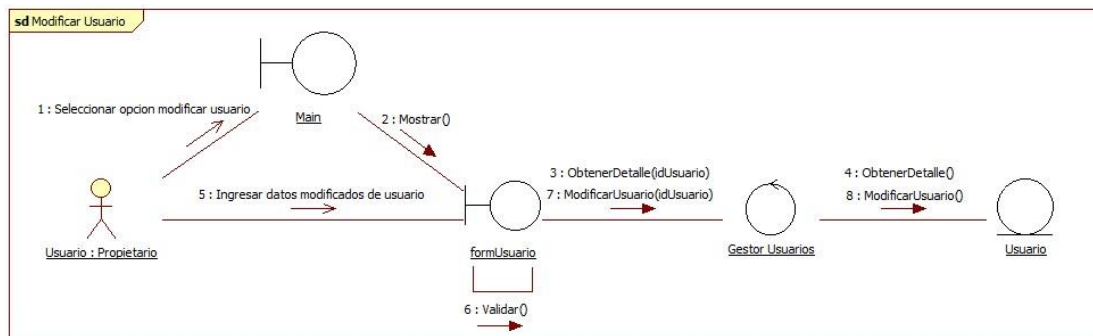 sd Modificar Usuario
1 : Seleccionar opcion modificar usuario
Main
2 : Mostrar()
3 : ObtenerDetalle(idUsuario)
4 : ObtenerDetalle()
5 : Ingresar datos modificados de usuario
7 : ModificarUsuario(idUsuario)
8 : ModificarUsuario()
Usuario : Propietario
formUsuario
Gestor Usuarios
Usuario
6 : Validar()